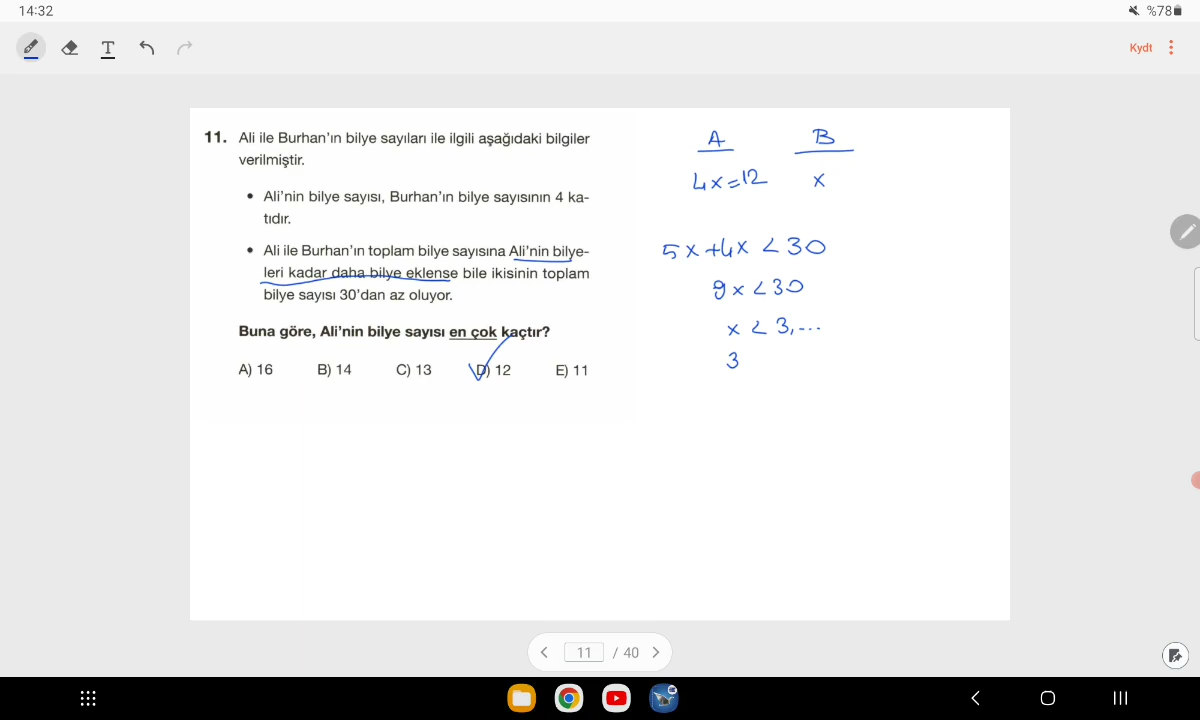 14:32
%78
T
Kydt
11. Ali ile Burhan'ın bilye sayıları ile ilgili aşağıdaki bilgiler
verilmiştir.
• Ali'nin bilye sayısı, Burhan'ın bilye sayısının 4 ka-
tıdır.
• Ali ile Burhan'ın toplam bilye sayısına Ali'nin bilye-
leri kadar daha bilye eklense bile ikisinin toplam
bilye sayısı 30'dan az oluyor.
Buna göre, Ali'nin bilye sayısı en çok kaçtır?
A) 16 B) 14 C) 13 D) 12 E) 11
A B
4x=12 x
5x+4x<30
9x<30
x<3,...
3
11 / 40